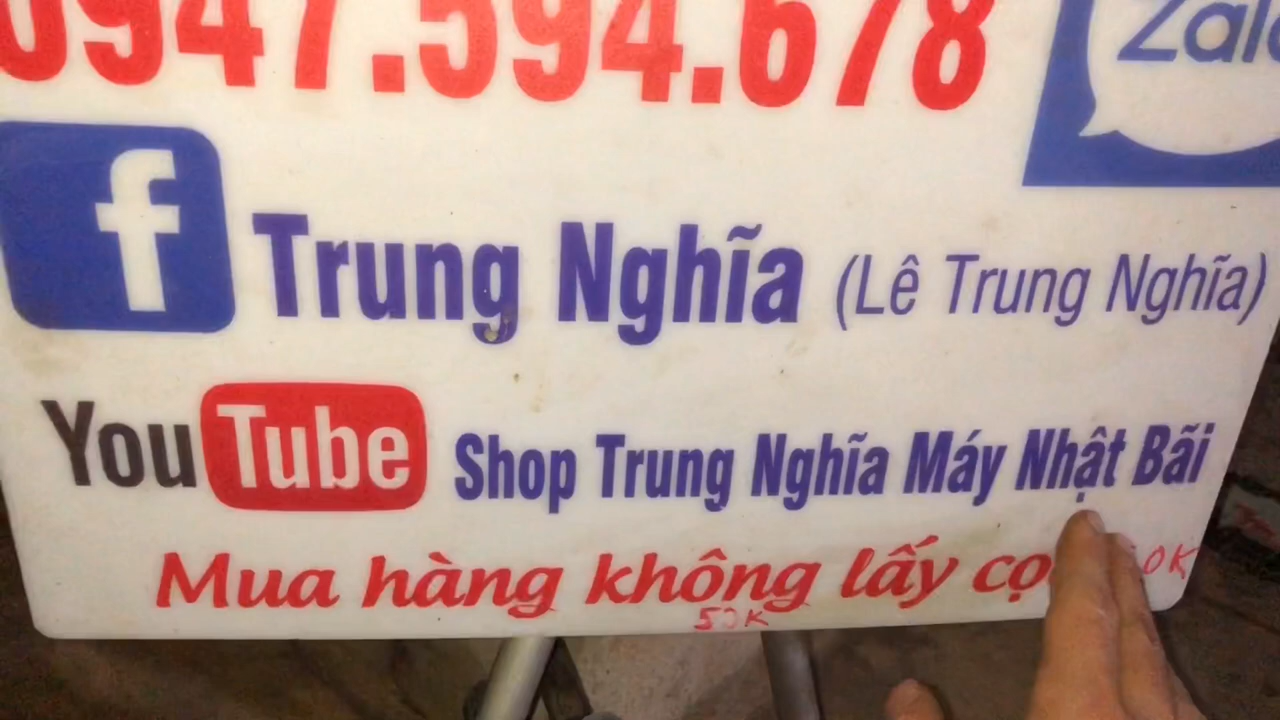 0947.594.678
Zalo
f Trung Nghĩa (Lê Trung Nghĩa)
YouTube Shop Trung Nghĩa Máy Nhật Bãi
Mua hàng không lấy
50K